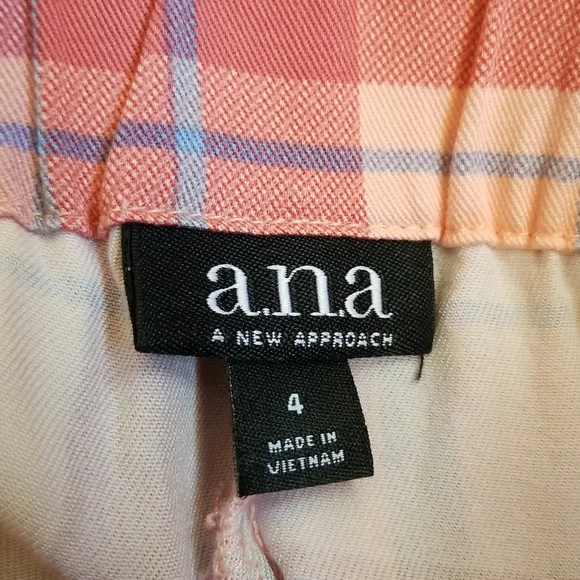 a.n.a
A NEW APPROACH
4
MADE IN
VIETNAM